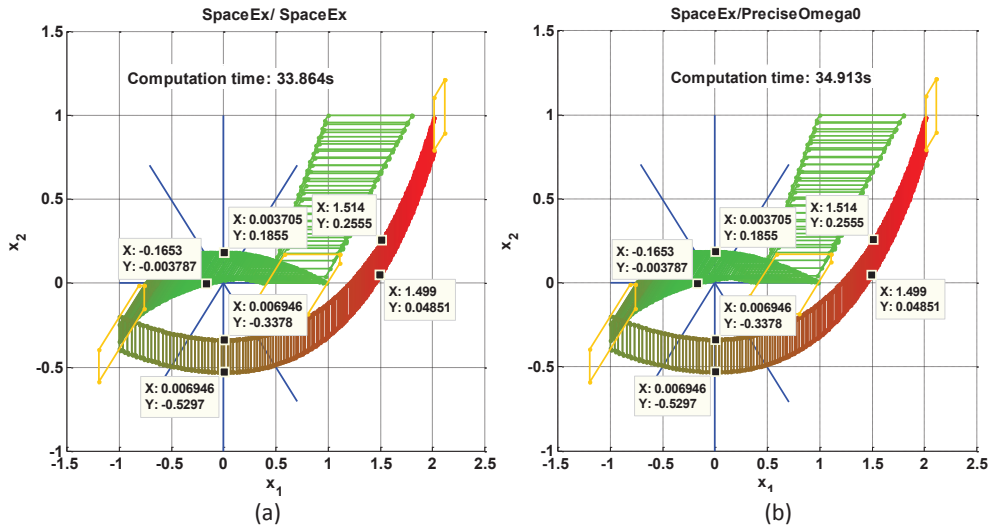 SpaceEx/ SpaceEx
Computation time: 33.864s
X: 0.003705
Y: 0.1855
X: 1.514
Y: 0.2555
X: -0.1653
Y: -0.003787
X: 0.006946
Y: -0.3378
X: 1.499
Y: 0.04851
X: 0.006946
Y: -0.5297
1.5
1
0.5
0
-0.5
-1
x2
-1.5 -1 -0.5 0 0.5 1 1.5 2 2.5
x1
(a)
SpaceEx/PreciseOmega0
Computation time: 34.913s
X: 0.003705
Y: 0.1855
X: 1.514
Y: 0.2555
X: -0.1653
Y: -0.003787
X: 0.006946
Y: -0.3378
X: 1.499
Y: 0.04851
X: 0.006946
Y: -0.5297
1.5
1
0.5
0
-0.5
-1
x2
-1.5 -1 -0.5 0 0.5 1 1.5 2 2.5
x1
(b)